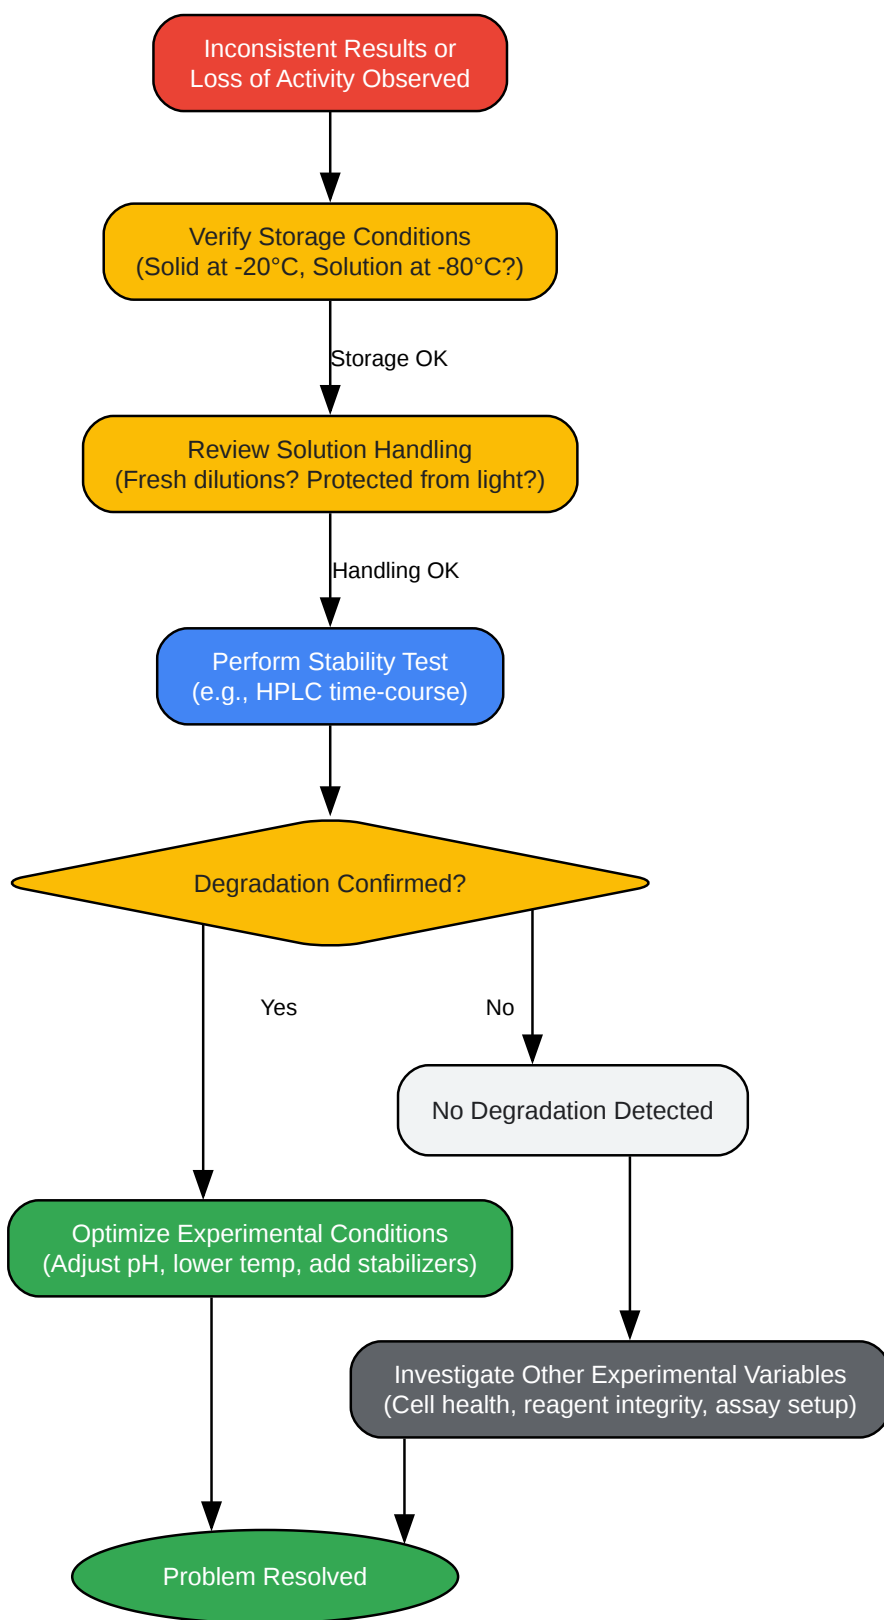 Inconsistent Results or
Loss of Activity Observed
Verify Storage Conditions
(Solid at -20°C, Solution at -80°C?)
Storage OK
Review Solution Handling
(Fresh dilutions? Protected from light?)
Handling OK
Perform Stability Test
(e.g., HPLC time-course)
Degradation Confirmed?
Yes
No
No Degradation Detected
Optimize Experimental Conditions
(Adjust pH, lower temp, add stabilizers)
Investigate Other Experimental Variables
(Cell health, reagent integrity, assay setup)
Problem Resolved